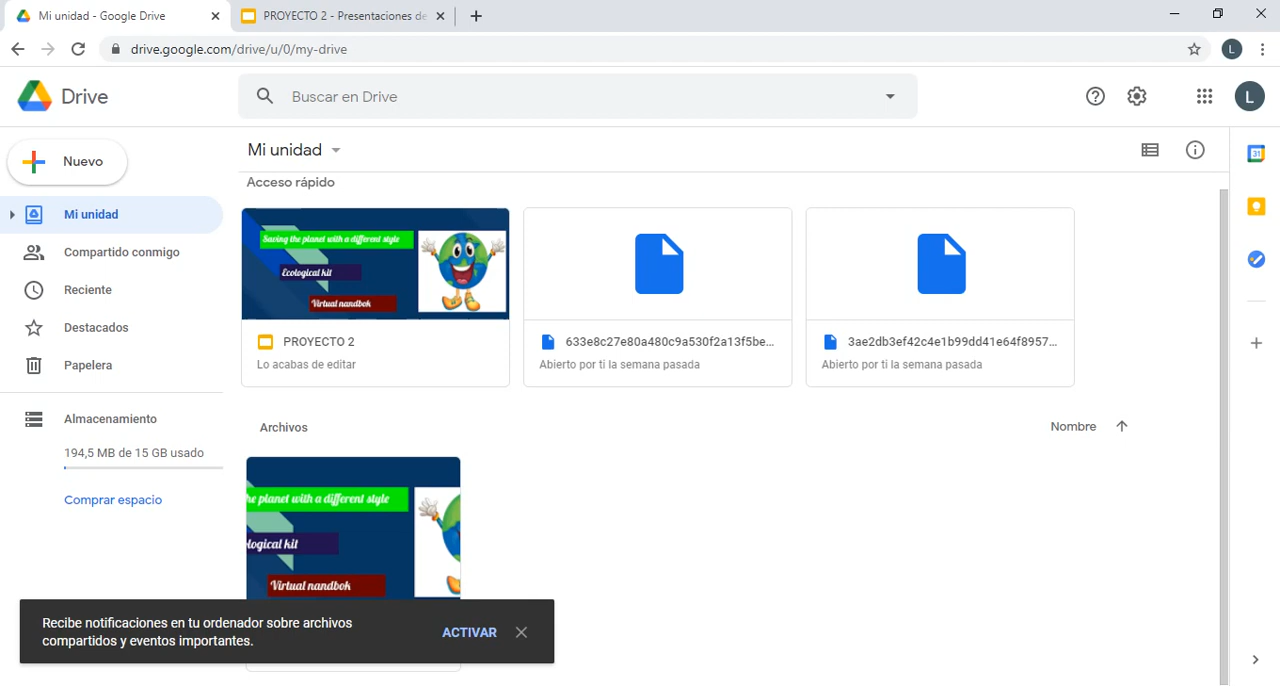 Mi unidad - Google Drive
PROYECTO 2 - Presentaciones de
drive.google.com/drive/u/0/my-drive
L
Drive
Buscar en Drive
L
Nuevo
Mi unidad
31
Acceso rápido
Mi unidad
Compartido conmigo
Reciente
Destacados
Papelera
Almacenamiento
194,5 MB de 15 GB usado
Comprar espacio
Saving the planet with a different style
Ecological kit
Virtual nandbok
PROYECTO 2
Lo acabas de editar
633e8c27e80a480c9a530f2a13f5be...
Abierto por ti la semana pasada
3ae2db3ef42c4e1b99dd41e64f8957...
Abierto por ti la semana pasada
Archivos
Nombre
he planet with a different style
logical kit
Virtual nandbok
Recibe notificaciones en tu ordenador sobre archivos
compartidos y eventos importantes.
ACTIVAR